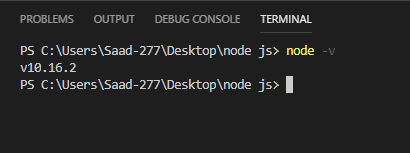 PROBLEMS OUTPUT DEBUG CONSOLE TERMINAL
PS C:\Users\Saad-277\Desktop\node js> node -v
v10.16.2
PS C:\Users\Saad-277\Desktop\node js>